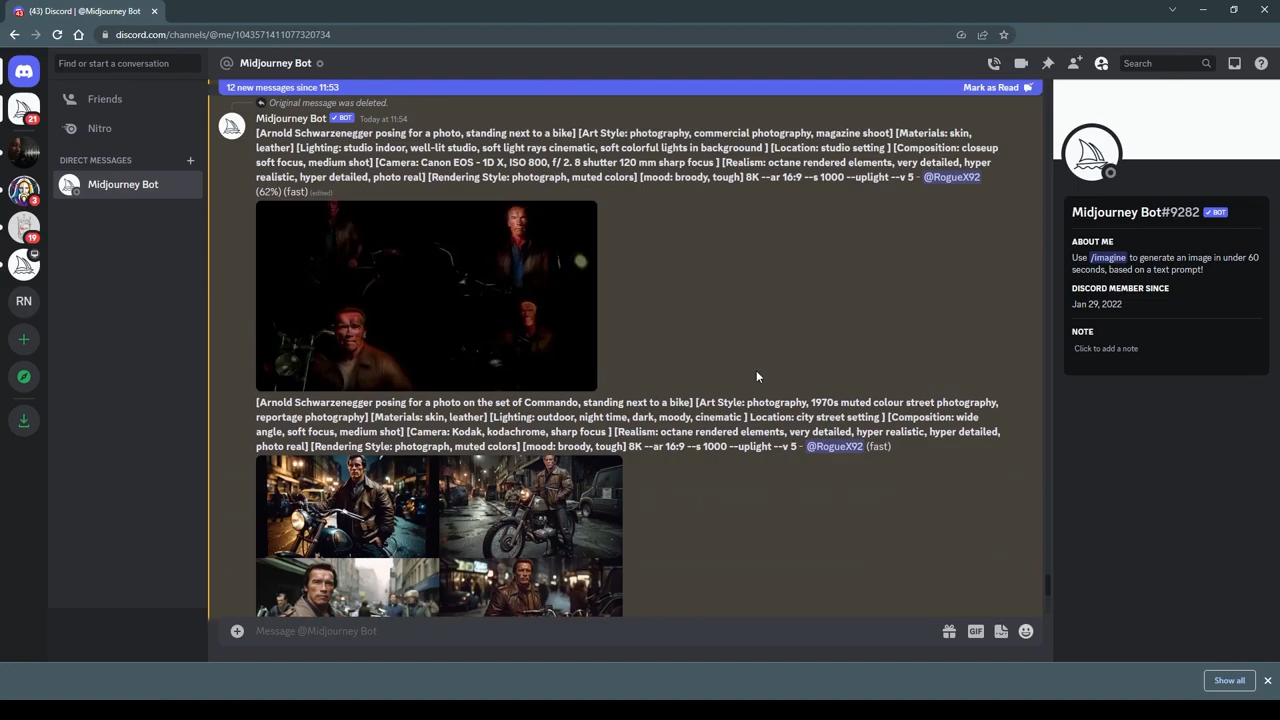 (43) Discord | @Midjourney Bot
discord.com/channels/@me/1043571411077320734
Find or start a conversation
Midjourney Bot
Search
12 new messages since 11:53
Mark as Read
21
Friends
Nitro
DIRECT MESSAGES
Midjourney Bot
3
19
RN
Original message was deleted.
Midjourney Bot BOT Today at 11:54
[Arnold Schwarzenegger posing for a photo, standing next to a bike] [Art Style: photography, commercial photography, magazine shoot] [Materials: skin,
leather] [Lighting: studio indoor, well-lit studio, soft light rays cinematic, soft colorful lights in background ] [Location: studio setting ] [Composition: closeup
soft focus, medium shot] [Camera: Canon EOS - 1D X, ISO 800, f/ 2. 8 shutter 120 mm sharp focus ] [Realism: octane rendered elements, very detailed, hyper
realistic, hyper detailed, photo real] [Rendering Style: photograph, muted colors] [mood: broody, tough] 8K --ar 16:9 --s 1000 --uplight --v 5 - @RogueX92
(62%) (fast) (edited)
[Arnold Schwarzenegger posing for a photo on the set of Commando, standing next to a bike] [Art Style: photography, 1970s muted colour street photography,
reportage photography] [Materials: skin, leather] [Lighting: outdoor, night time, dark, moody, cinematic ] Location: city street setting ] [Composition: wide
angle, soft focus, medium shot] [Camera: Kodak, kodachrome, sharp focus ] [Realism: octane rendered elements, very detailed, hyper realistic, hyper detailed,
photo real] [Rendering Style: photograph, muted colors] [mood: broody, tough] 8K --ar 16:9 --s 1000 --uplight --v 5 - @RogueX92 (fast)
Message @Midjourney Bot
GIF
Midjourney Bot#9282 BOT
ABOUT ME
Use /imagine to generate an image in under 60
seconds, based on a text prompt!
DISCORD MEMBER SINCE
Jan 29, 2022
NOTE
Click to add a note
Show all